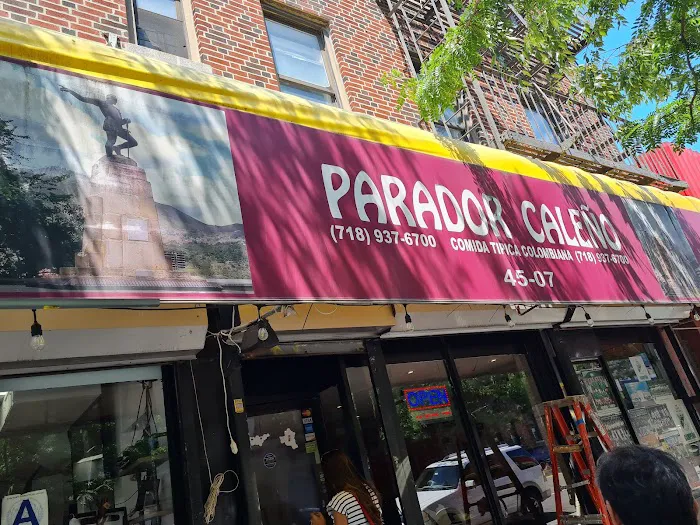 PARADOR CALEÑO
(718) 937-6700 COMIDA TIPICA COLOMBIANA (718) 937-6700
45-07
OPEN
A